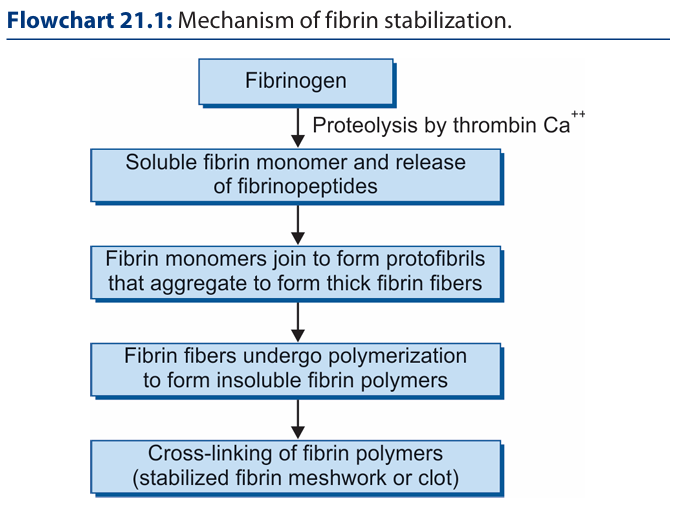 Flowchart 21.1: Mechanism of fibrin stabilization.
Fibrinogen
Proteolysis by thrombin Ca++
Soluble fibrin monomer and release
of fibrinopeptides
Fibrin monomers join to form protofibrils
that aggregate to form thick fibrin fibers
Fibrin fibers undergo polymerization
to form insoluble fibrin polymers
Cross-linking of fibrin polymers
(stabilized fibrin meshwork or clot)